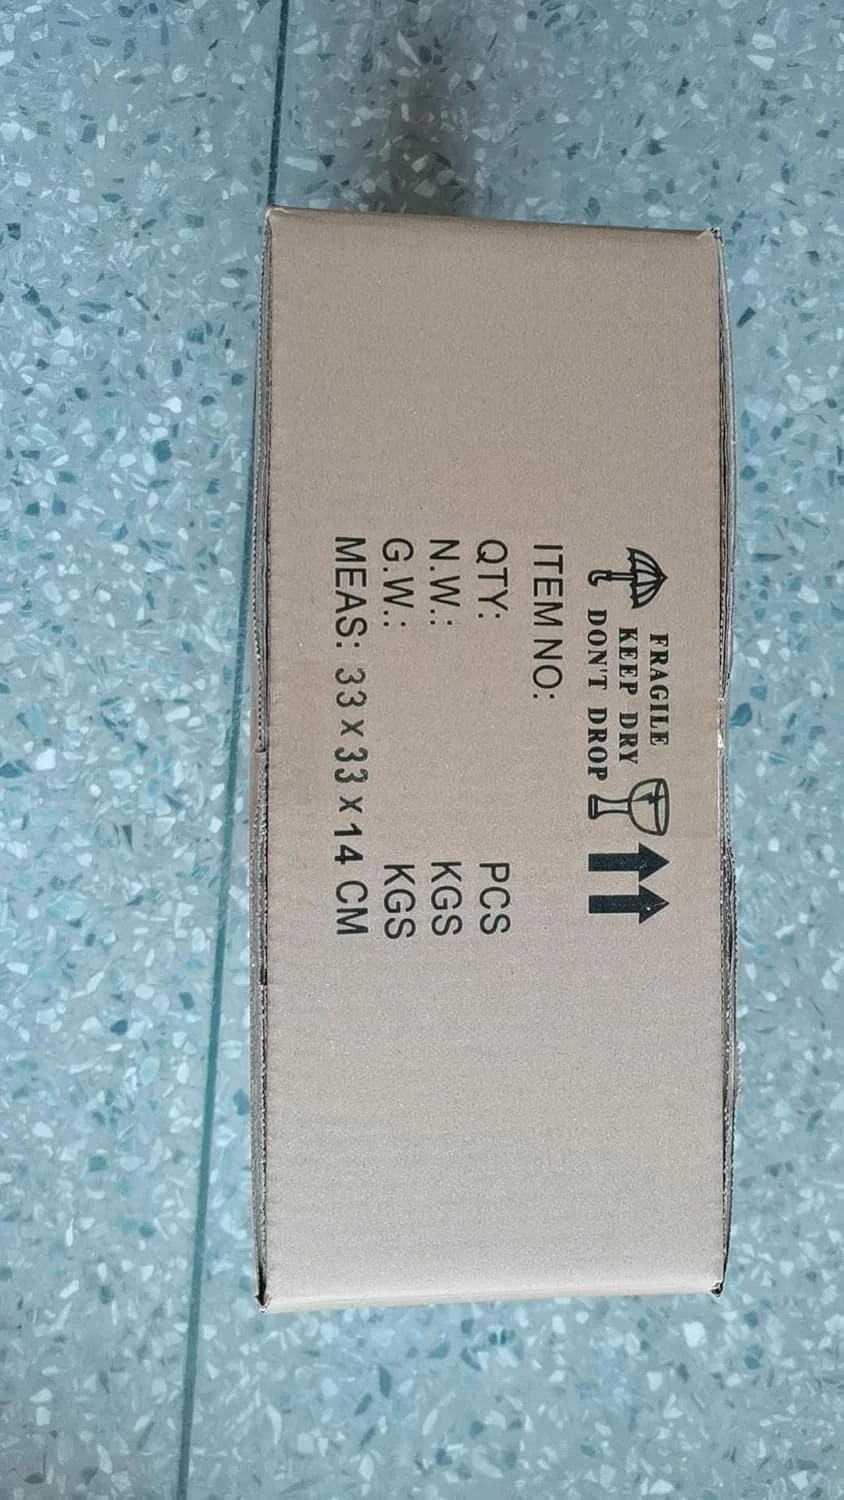 FRAGILE
KEEP DRY
DON'T DROP
ITEM NO:
QTY: PCS
N.W.: KGS
G.W.: KGS
MEAS: 33 x 33 x 14 CM